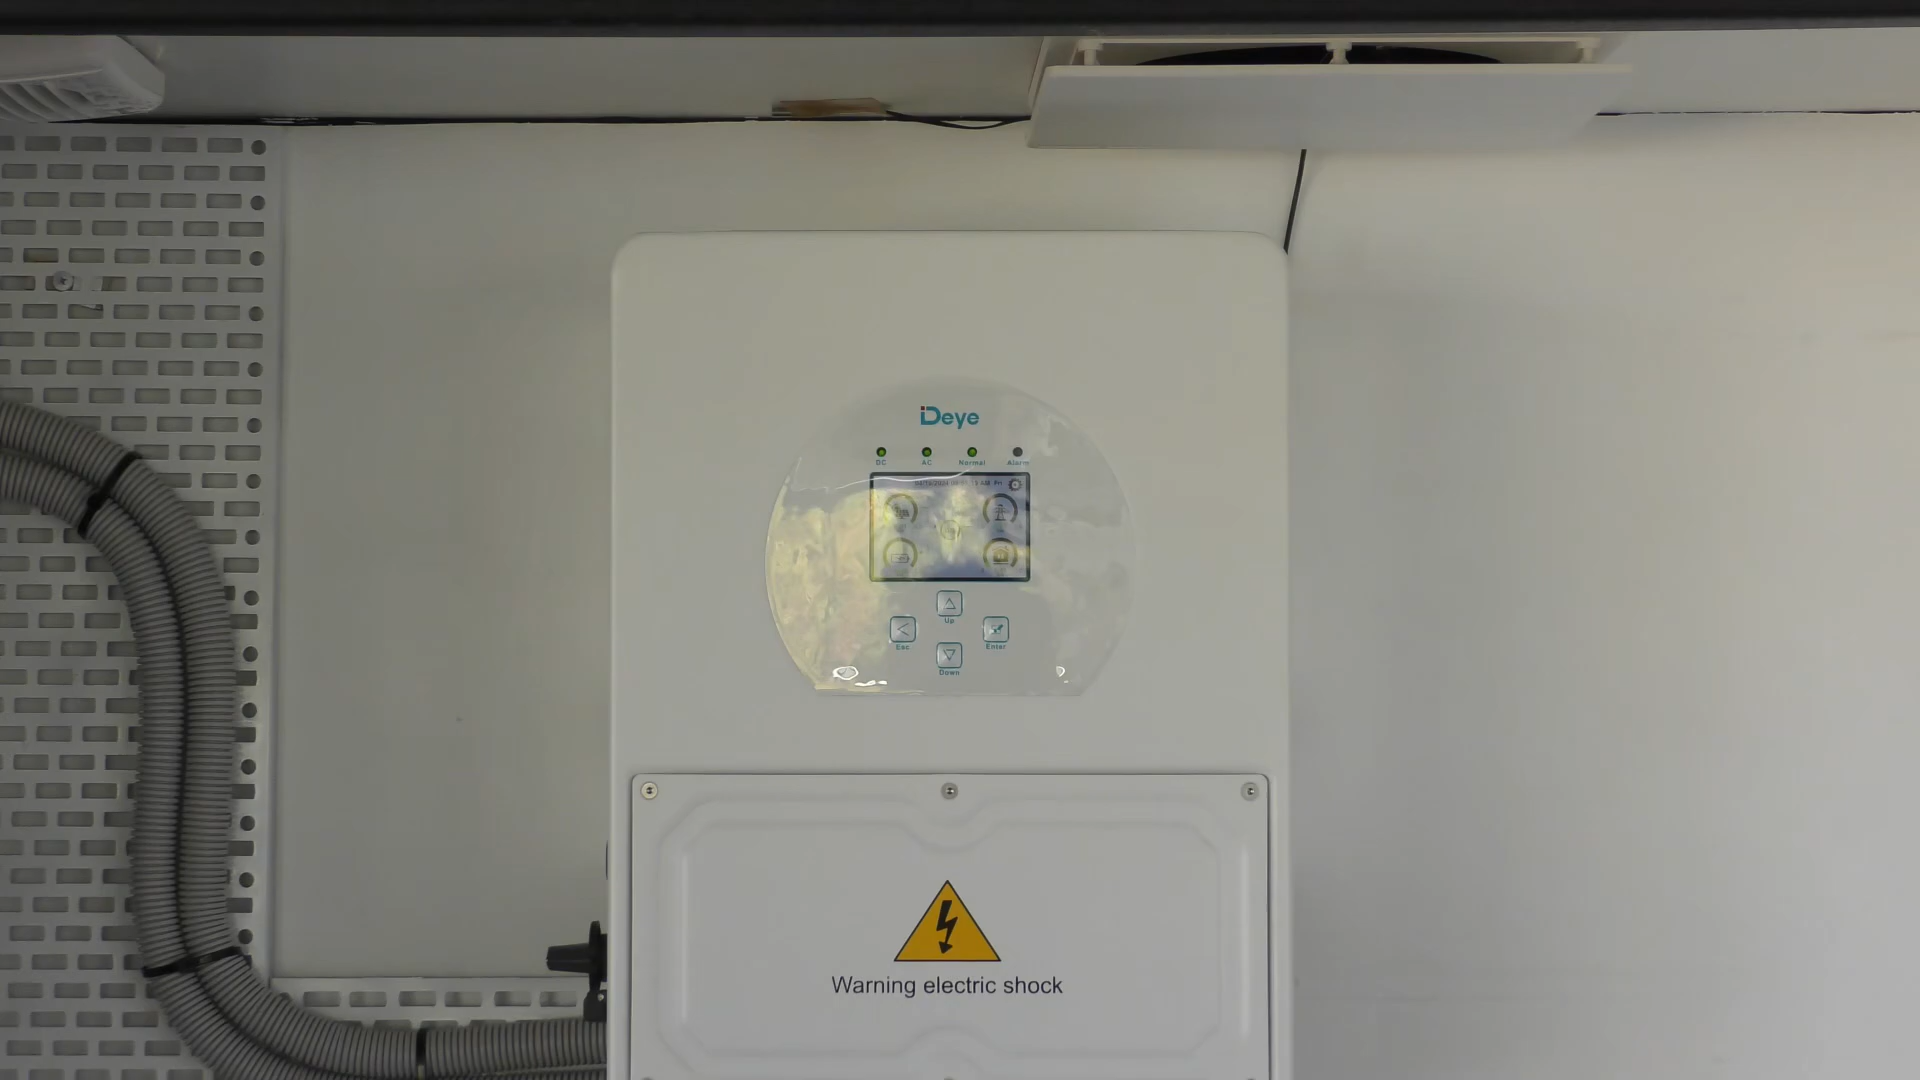 Deye
DC AC Normal Alarm
Up
Esc Enter
Down
Warning electric shock